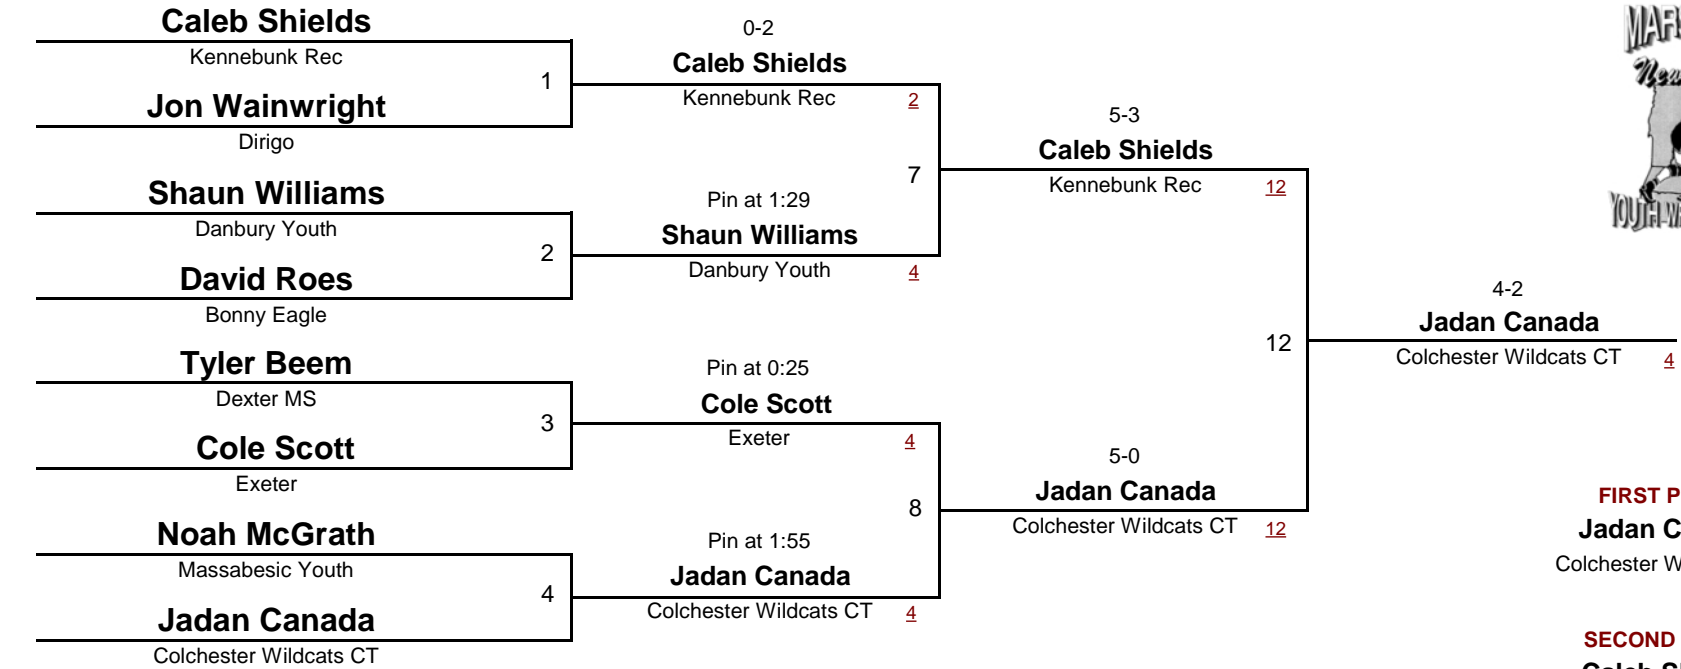 Caleb Shields
Kennebunk Rec
1
Jon Wainwright
Dirigo
Shaun Williams
Danbury Youth
2
David Roes
Bonny Eagle
Tyler Beem
Dexter MS
3
Cole Scott
Exeter
Noah McGrath
Massabesic Youth
4
Jadan Canada
Colchester Wildcats CT
0-2
Caleb Shields
Kennebunk Rec 2
7
Pin at 1:29
Shaun Williams
Danbury Youth 4
Pin at 0:25
Cole Scott
Exeter 4
8
Pin at 1:55
Jadan Canada
Colchester Wildcats CT 4
5-3
Caleb Shields
Kennebunk Rec 12
12
5-0
Jadan Canada
Colchester Wildcats CT 12
4-2
Jadan Canada
Colchester Wildcats CT 4
YOUTH
FIRST P
Jadan C
Colchester W
SECOND